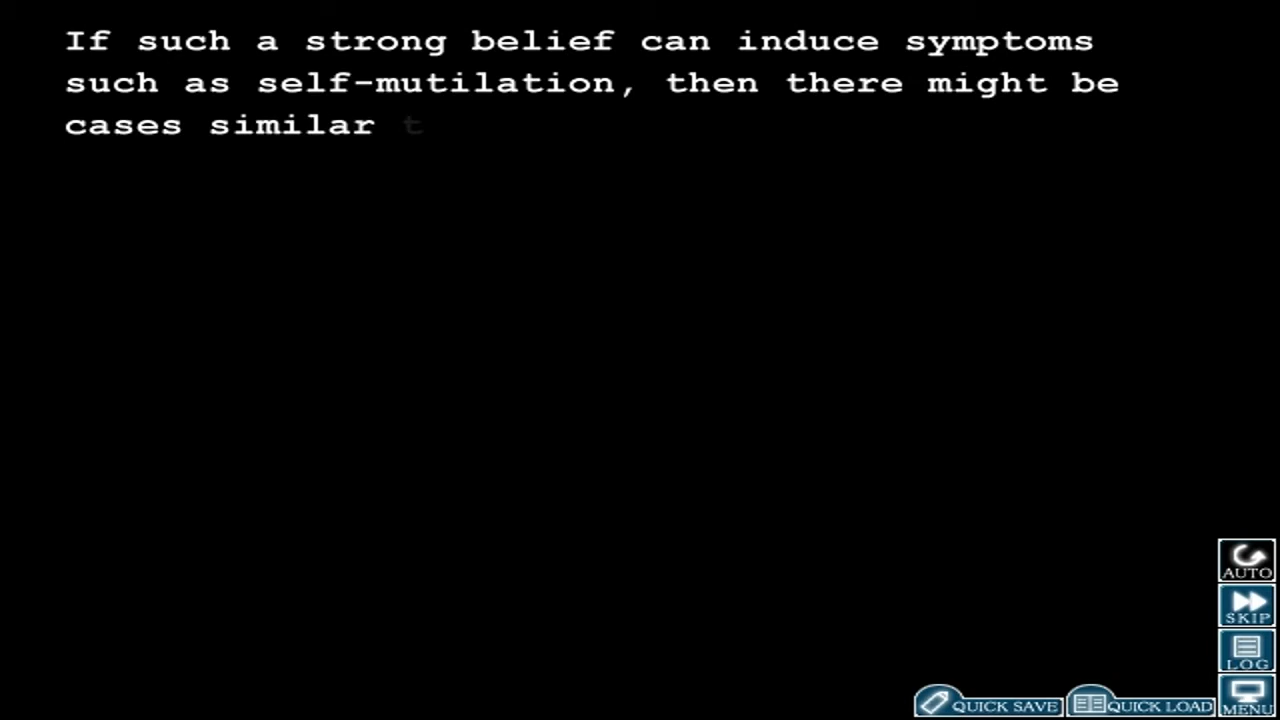 If such a strong belief can induce symptoms
such as self-mutilation, then there might be
cases similar t
AUTO
SKIP
LOG
QUICK SAVE
QUICK LOAD
MENU